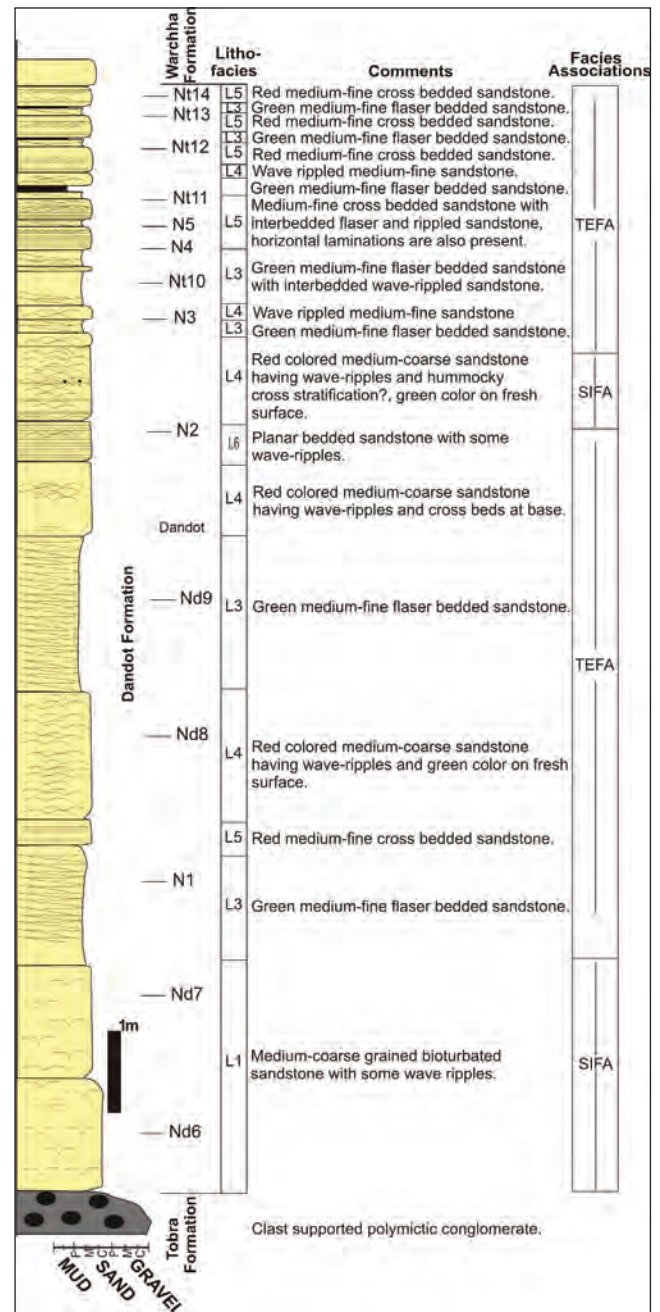 Warchha
Formation
Litho-
facies
Comments
Facies
Associations
Nt14
L5
Red medium-fine cross bedded sandstone.
L3
Green medium-fine flaser bedded sandstone.
Nt13
L5
Red medium-fine cross bedded sandstone.
L3
Green medium-fine flaser bedded sandstone.
Nt12
L5
Red medium-fine cross bedded sandstone.
L4
Wave rippled medium-fine sandstone.
Green medium-fine flaser bedded sandstone.
Nt11
N5
N4
L5
Medium-fine cross bedded sandstone with
interbedded flaser and rippled sandstone,
horizontal laminations are also present.
TEFA
Nt10
L3
Green medium-fine flaser bedded sandstone
with interbedded wave-rippled sandstone.
N3
L4
Wave rippled medium-fine sandstone
L3
Green medium-fine flaser bedded sandstone.
L4
Red colored medium-coarse sandstone
having wave-ripples and hummocky
cross stratification?, green color on fresh
surface.
SIFA
N2
L6
Planar bedded sandstone with some
wave-ripples.
L4
Red colored medium-coarse sandstone
having wave-ripples and cross beds at base.
Dandot
Dandot Formation
Nd9
L3
Green medium-fine flaser bedded sandstone.
TEFA
Nd8
L4
Red colored medium-coarse sandstone
having wave-ripples and green color on fresh
surface.
L5
Red medium-fine cross bedded sandstone.
N1
L3
Green medium-fine flaser bedded sandstone.
Nd7
1m
L1
Medium-coarse grained bioturbated
sandstone with some wave ripples.
SIFA
Nd6
Tobra
Formation
Clast supported polymictic conglomerate.
F M C F M C
MUD SAND GRAVEL